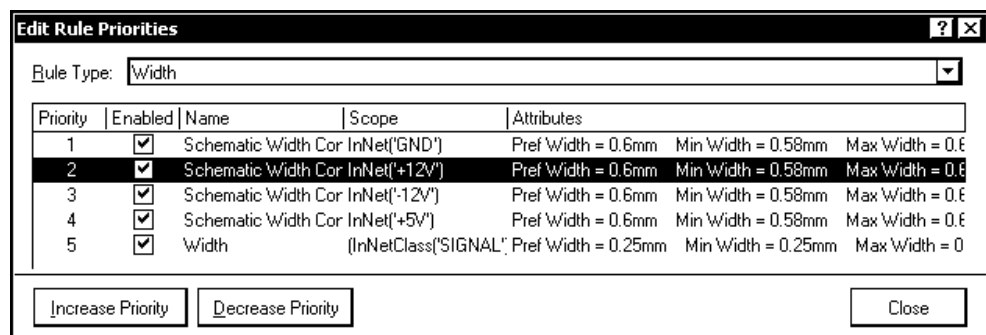 Edit Rule Priorities ? ×
Rule Type: Width
Priority Enabled Name Scope Attributes
1 Schematic Width Cor InNet('GND') Pref Width = 0.6mm Min Width = 0.58mm Max Width = 0.6
2 Schematic Width Cor InNet('+12V') Pref Width = 0.6mm Min Width = 0.58mm Max Width = 0.6
3 Schematic Width Cor InNet('-12V') Pref Width = 0.6mm Min Width = 0.58mm Max Width = 0.6
4 Schematic Width Cor InNet('+5V') Pref Width = 0.6mm Min Width = 0.58mm Max Width = 0.6
5 Width (InNetClass('SIGNAL' Pref Width = 0.25mm Min Width = 0.25mm Max Width = 0
Increase Priority Decrease Priority Close